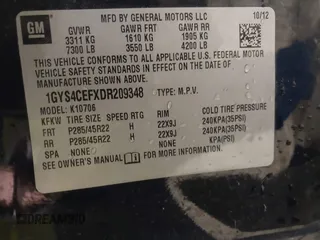 GM
MFD BY GENERAL MOTORS LLC 10/12
GVWR GAWR FRT GAWR RR
3311 KG 1610 KG 1905 KG
7300 LB 3550 LB 4200 LB
THIS VEHICLE CONFORMS TO ALL APPLICABLE U.S. FEDERAL MOTOR
VEHICLE SAFETY AND THEFT PREVENTION STANDARDS IN EFFECT ON THE DATE OF
MANUFACTURE SHOWN ABOVE.
1GYS4CEFXDR209348 TYPE: M.P.V.
MODEL: K10706
KFKW TIRE SIZE SPEED RTG RIM COLD TIRE PRESSURE
FRT P285/45R22 H 22X9J 240KPA(35PSI)
RR P285/45R22 H 22X9J 240KPA(35PSI)
SPA NONE KPA(PSI)
SEE OWNER'S MANUAL FOR MORE INFORMATION.